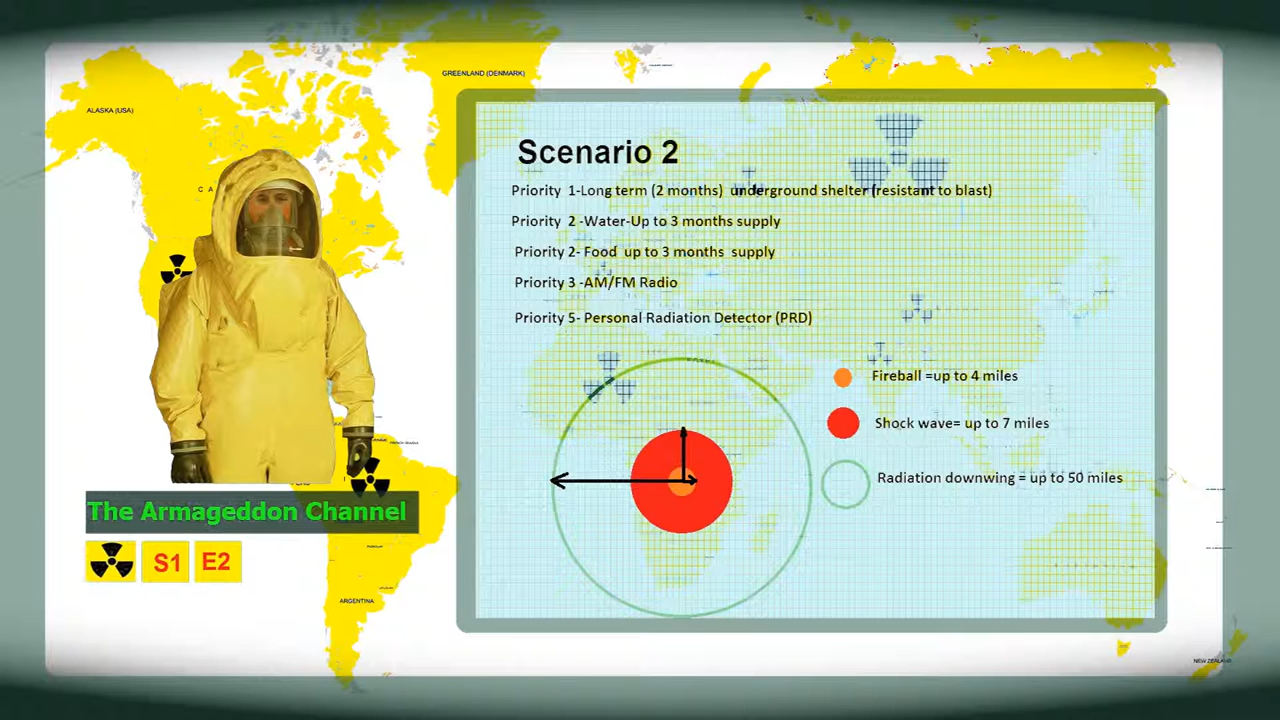 GREENLAND (DENMARK)
ALASKA (USA)
C A
Scenario 2
Priority 1-Long term (2 months) underground shelter (resistant to blast)
Priority 2 -Water-Up to 3 months supply
Priority 2- Food up to 3 months supply
Priority 3 -AM/FM Radio
Priority 5- Personal Radiation Detector (PRD)
Fireball =up to 4 miles
Shock wave= up to 7 miles
Radiation downwing = up to 50 miles
The Armageddon Channel
S1
E2
ARGENTINA
NEW ZEALAND